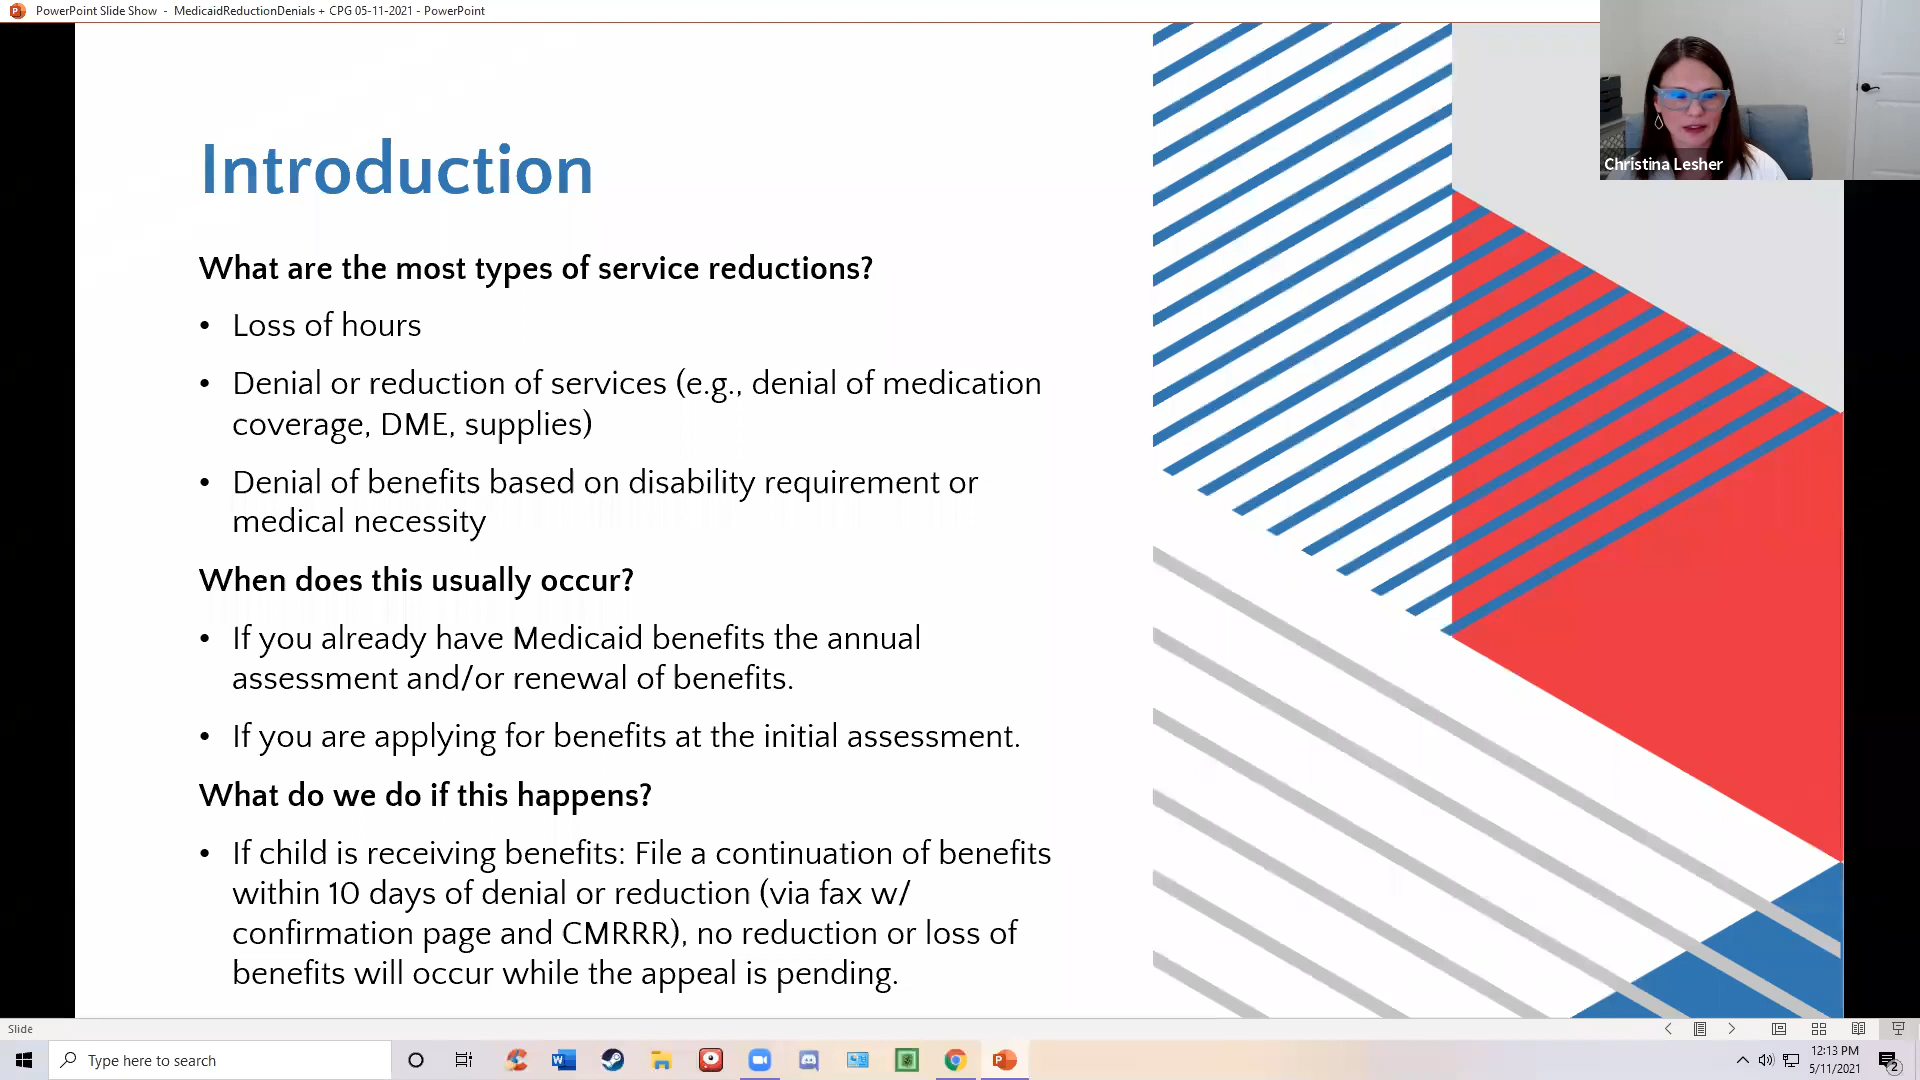 PowerPoint Slide Show - MedicaidReductionDenials + CPG 05-11-2021 - PowerPoint
Christina Lesher
Introduction
What are the most types of service reductions?
• Loss of hours
• Denial or reduction of services (e.g., denial of medication
coverage, DME, supplies)
• Denial of benefits based on disability requirement or
medical necessity
When does this usually occur?
• If you already have Medicaid benefits the annual
assessment and/or renewal of benefits.
• If you are applying for benefits at the initial assessment.
What do we do if this happens?
• If child is receiving benefits: File a continuation of benefits
within 10 days of denial or reduction (via fax w/
confirmation page and CMRRR), no reduction or loss of
benefits will occur while the appeal is pending.
Slide
Type here to search
12:13 PM
5/11/2021
2